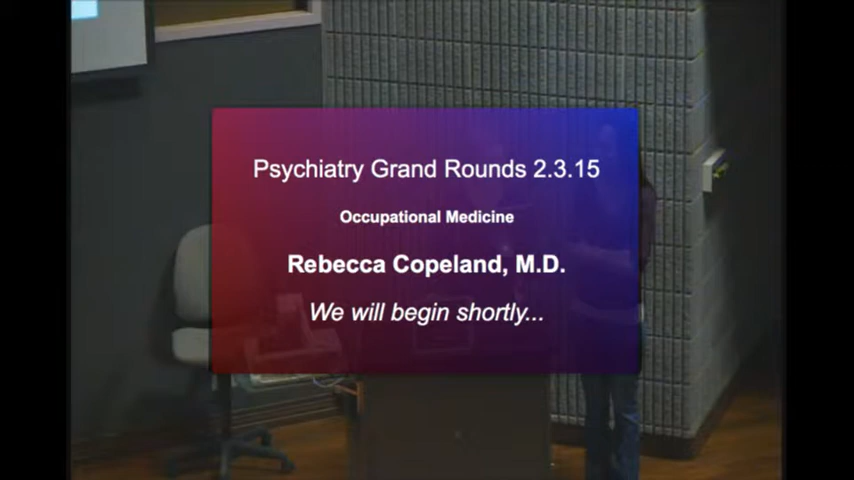 Psychiatry Grand Rounds 2.3.15
Occupational Medicine
Rebecca Copeland, M.D.
We will begin shortly...